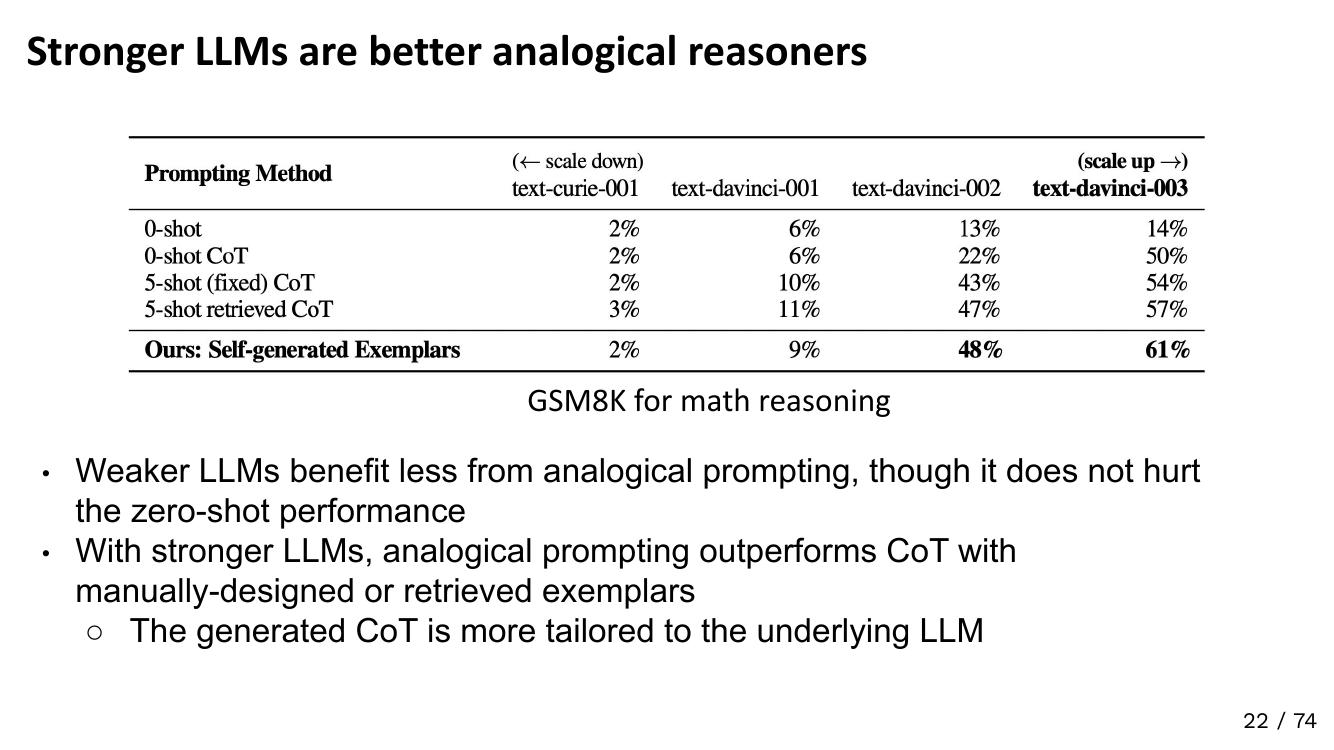 Stronger LLMs are better analogical reasoners
Prompting Method
(← scale down)
(scale up →)
text-curie-001 text-davinci-001 text-davinci-002 text-davinci-003
0-shot 2% 6% 13% 14%
0-shot CoT 2% 6% 22% 50%
5-shot (fixed) CoT 2% 10% 43% 54%
5-shot retrieved CoT 3% 11% 47% 57%
Ours: Self-generated Exemplars 2% 9% 48% 61%
GSM8K for math reasoning
• Weaker LLMs benefit less from analogical prompting, though it does not hurt
the zero-shot performance
• With stronger LLMs, analogical prompting outperforms CoT with
manually-designed or retrieved exemplars
○ The generated CoT is more tailored to the underlying LLM
22 / 74